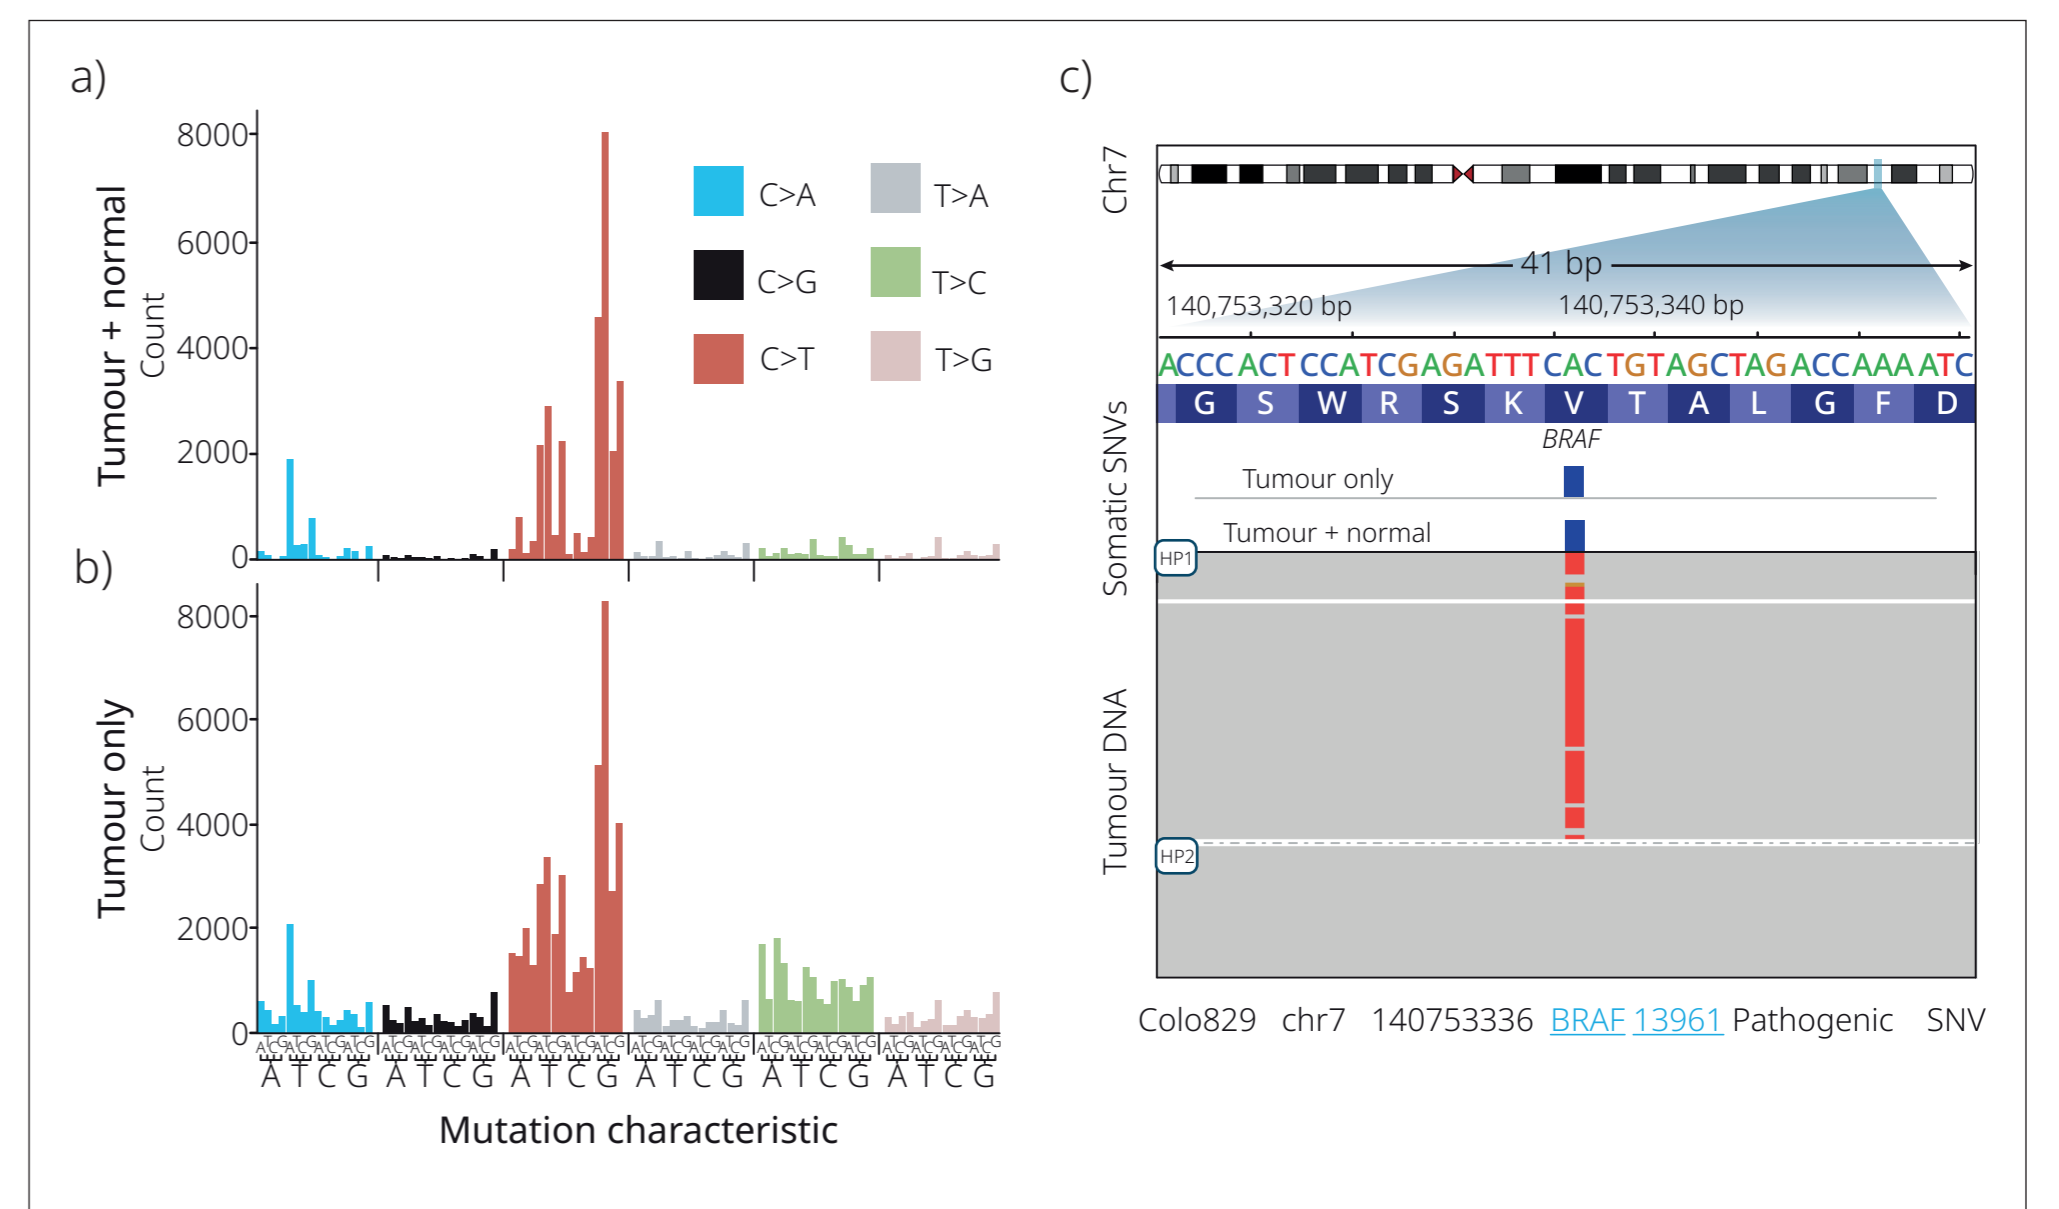 a)
Tumour + normal
Count
8000
6000
4000
2000
0
C>A
C>G
C>T
T>A
T>C
T>G
b)
Tumour only
Count
8000
6000
4000
2000
0
A T C G A T C G A T C G A T C G A T C G A T C G
Mutation characteristic
c)
Chr7
41 bp
140,753,320 bp 140,753,340 bp
ACCCACTCCATCGAGATTTCACTGTAGCTAGACCAAAATC
G S W R S K V T A L G F D
BRAF
Somatic SNVs
Tumour only
Tumour + normal
HP1
Tumour DNA
HP2
Colo829 chr7 140753336 BRAF 13961 Pathogenic SNV